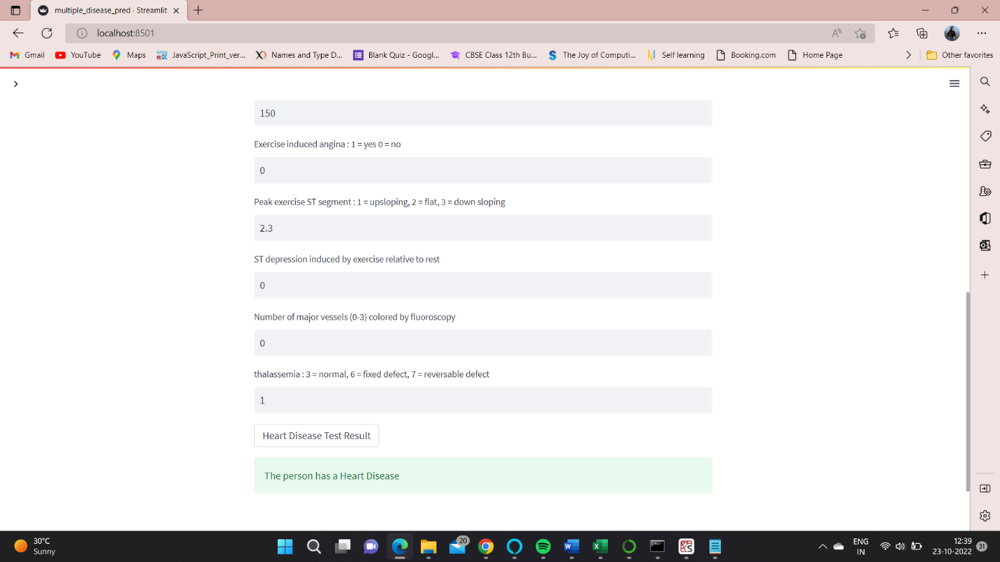 multiple_disease_pred · Streamlit
localhost:8501
Gmail YouTube Maps JavaScript_Print_ver... Names and Type D... Blank Quiz - Googl... CBSE Class 12th Bu... The Joy of Computi... Self learning Booking.com Home Page Other favorites
150
Exercise induced angina : 1 = yes 0 = no
0
Peak exercise ST segment : 1 = upsloping, 2 = flat, 3 = down sloping
2.3
ST depression induced by exercise relative to rest
0
Number of major vessels (0-3) colored by fluoroscopy
0
thalassemia : 3 = normal, 6 = fixed defect, 7 = reversable defect
1
Heart Disease Test Result
The person has a Heart Disease
30°C
Sunny
20
ENG
IN
12:39
23-10-2022
31